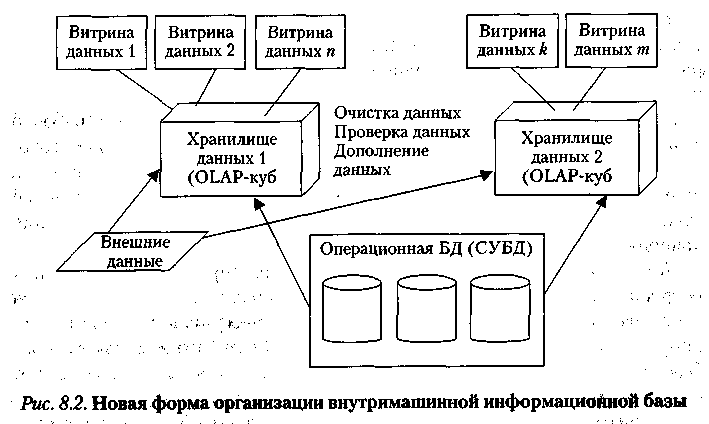 Витрина
данных 1
Витрина
данных 2
Витрина
данных n
Витрина
данных k
Витрина
данных m
Хранилище
данных 1
(OLAP-куб
Очистка данных
Проверка данных
Дополнение
данных
Хранилище
данных 2
(OLAP-куб
Внешние
данные
Операционная БД (СУБД)
Рис. 8.2. Новая форма организации внутримашинной информационной базы